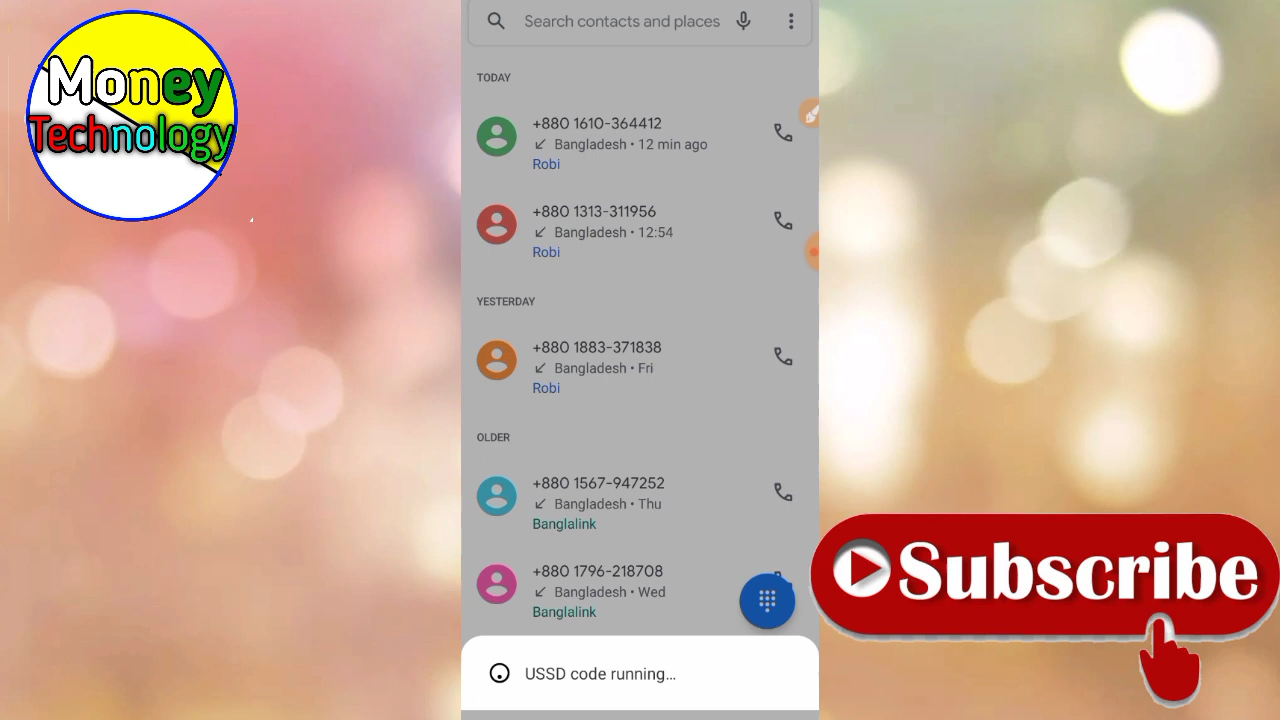 Money
Technology
Search contacts and places
TODAY
+880 1610-364412
Bangladesh • 12 min ago
Robi
+880 1313-311956
Bangladesh • 12:54
Robi
YESTERDAY
+880 1883-371838
Bangladesh • Fri
Robi
OLDER
+880 1567-947252
Bangladesh • Thu
Banglalink
+880 1796-218708
Bangladesh • Wed
Banglalink
USSD code running...
Subscribe